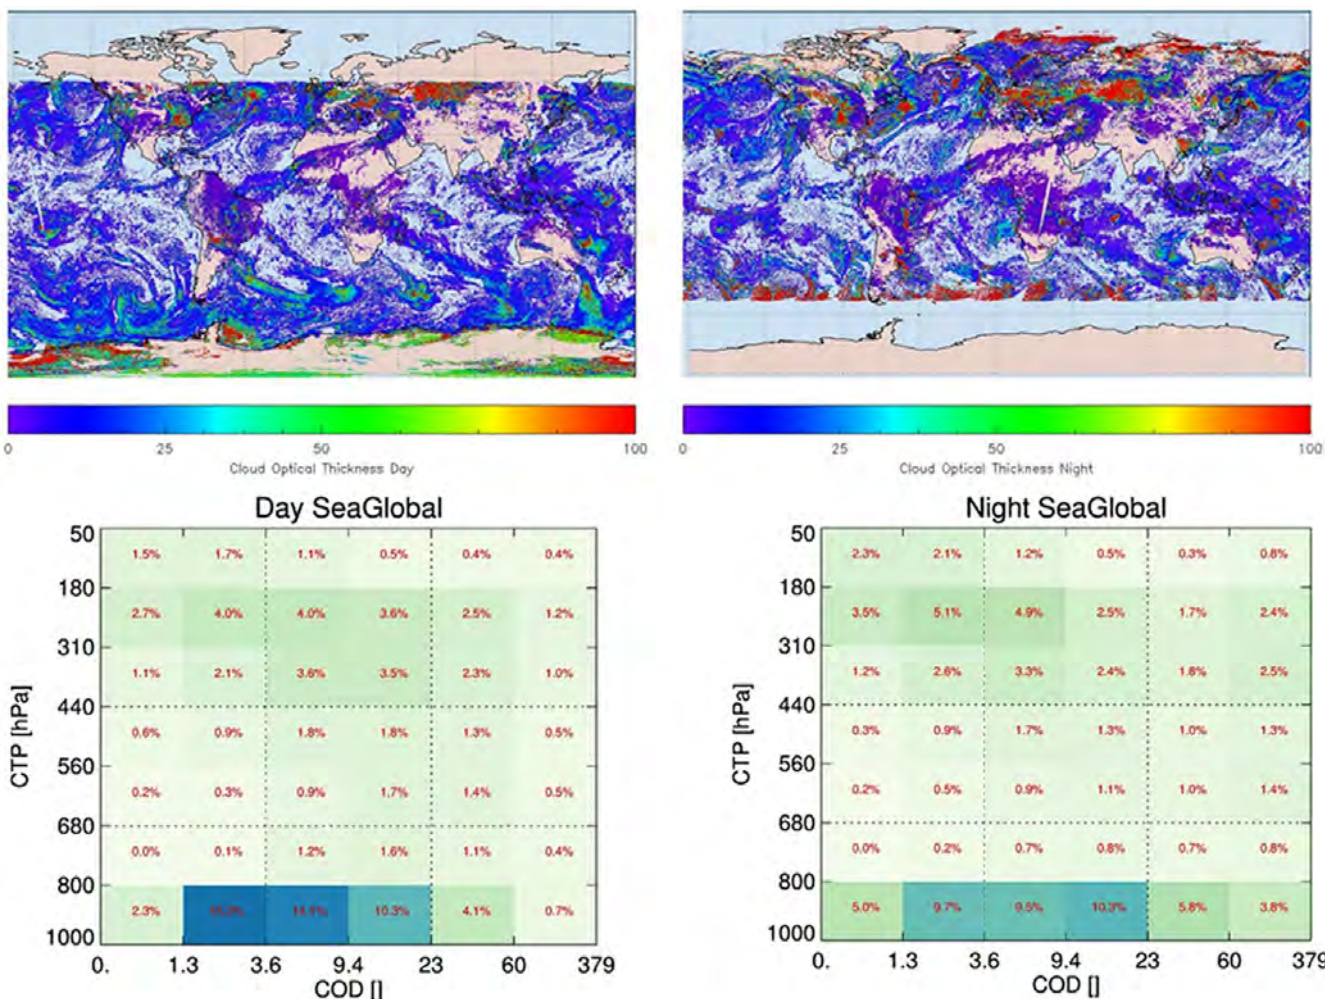 0 25 50 100
Cloud Optical Thickness Day
0 25 50 100
Cloud Optical Thickness Night
Day SeaGlobal
50
1.5% 1.7% 1.1% 0.5% 0.4% 0.4%
180
2.7% 4.0% 4.0% 3.6% 2.5% 1.2%
310
1.1% 2.1% 3.6% 3.5% 2.3% 1.0%
440
0.6% 0.9% 1.8% 1.8% 1.3% 0.5%
560
0.2% 0.3% 0.9% 1.7% 1.4% 0.5%
680
0.0% 0.1% 1.2% 1.6% 1.1% 0.4%
800
2.3% 10.3% 4.1% 0.7%
1000
CTP [hPa]
0. 1.3 3.6 9.4 23 60 379
COD []
Night SeaGlobal
50
2.3% 2.1% 1.2% 0.5% 0.3% 0.8%
180
3.5% 5.1% 4.9% 2.5% 1.7% 2.4%
310
1.2% 2.6% 3.3% 2.4% 1.8% 2.5%
440
0.3% 0.9% 1.7% 1.3% 1.0% 1.3%
560
0.2% 0.5% 0.9% 1.1% 1.0% 1.4%
680
0.0% 0.2% 0.7% 0.8% 0.7% 0.8%
800
5.0% 9.7% 9.5% 10.3% 5.8% 3.8%
1000
CTP [hPa]
0. 1.3 3.6 9.4 23 60 379
COD []